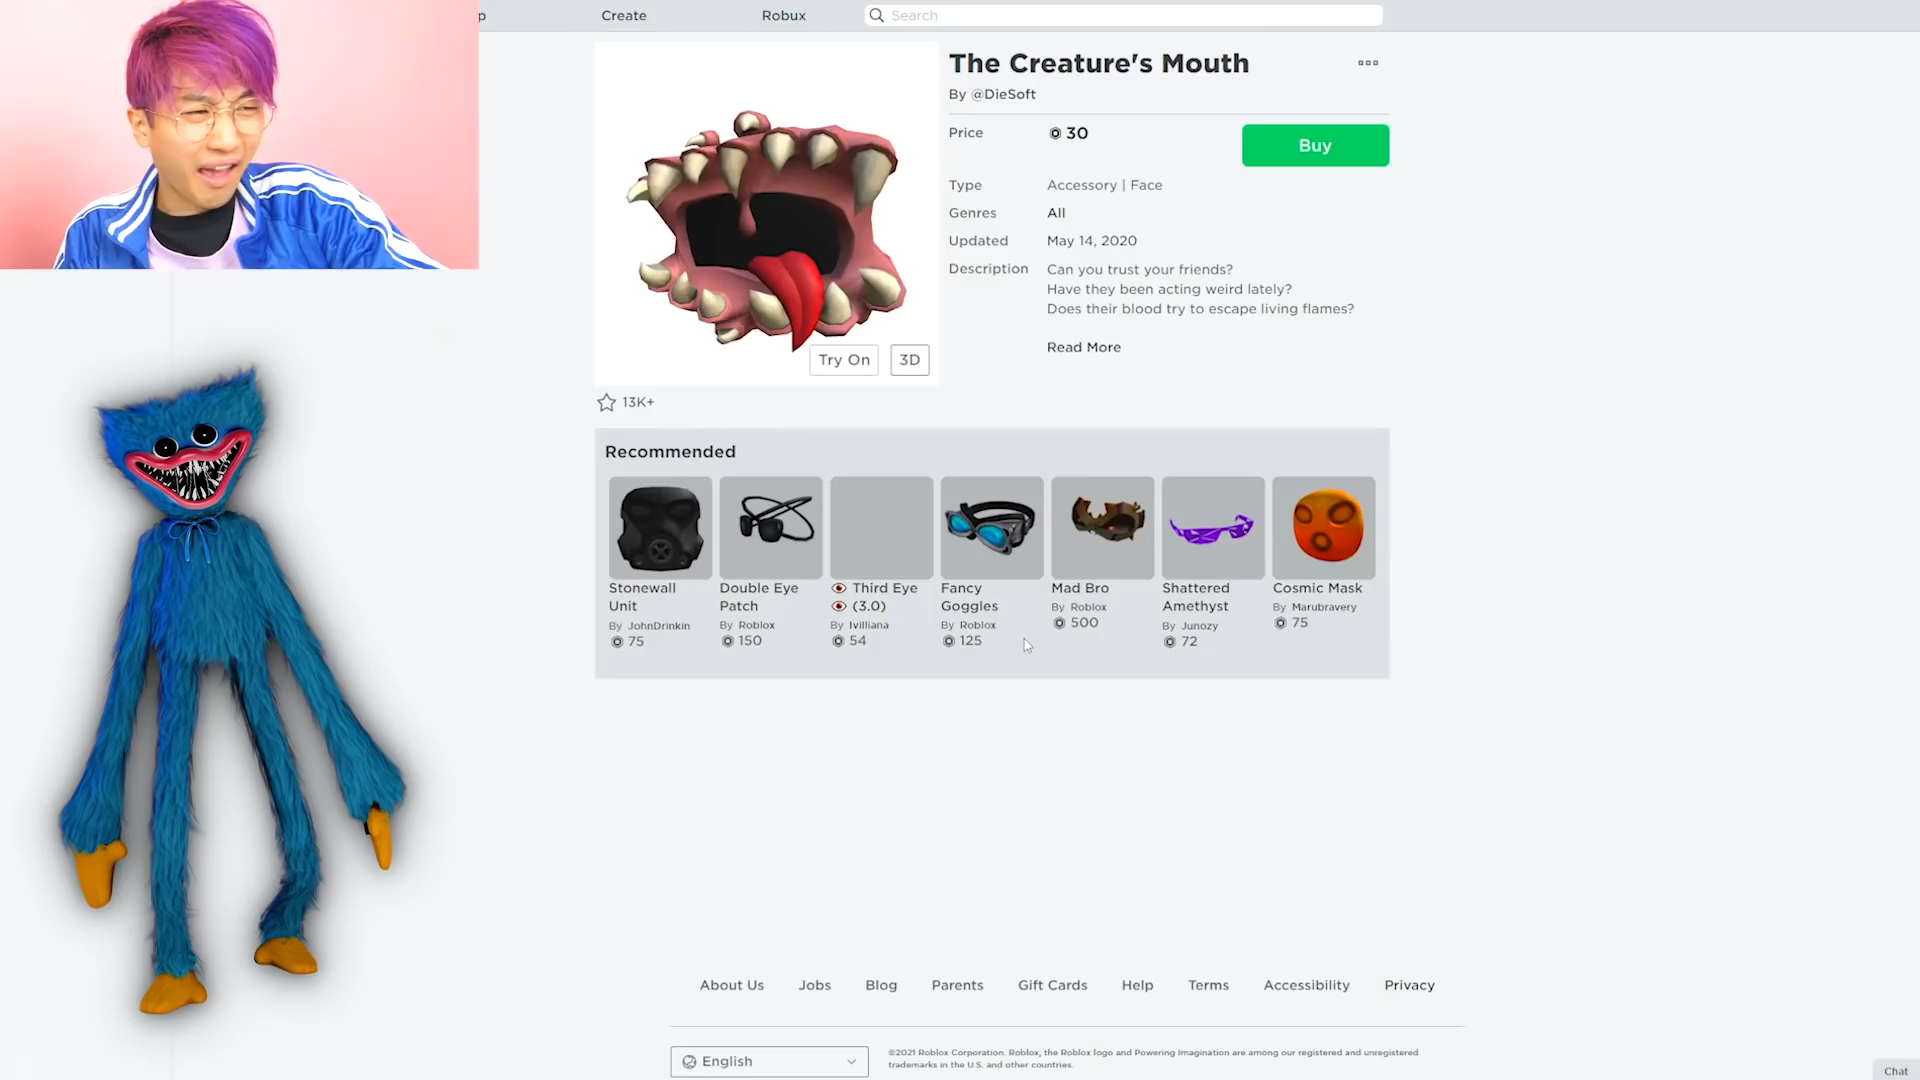 p
Create
Robux
Search
The Creature's Mouth
By @DieSoft
Price
30
Buy
Type
Accessory | Face
Genres
All
Updated
May 14, 2020
Description
Can you trust your friends?
Have they been acting weird lately?
Does their blood try to escape living flames?
Read More
Try On
3D
13K+
Recommended
Stonewall
Unit
By JohnDrinkin
75
Double Eye
Patch
By Roblox
150
Third Eye
(3.0)
By Ivilliana
54
Fancy
Goggles
By Roblox
125
Mad Bro
By Roblox
500
Shattered
Amethyst
By Junozy
72
Cosmic Mask
By Marubravery
75
About Us
Jobs
Blog
Parents
Gift Cards
Help
Terms
Accessibility
Privacy
English
©2021 Roblox Corporation. Roblox, the Roblox logo and Powering Imagination are among our registered and unregistered
trademarks in the U.S. and other countries.
Chat